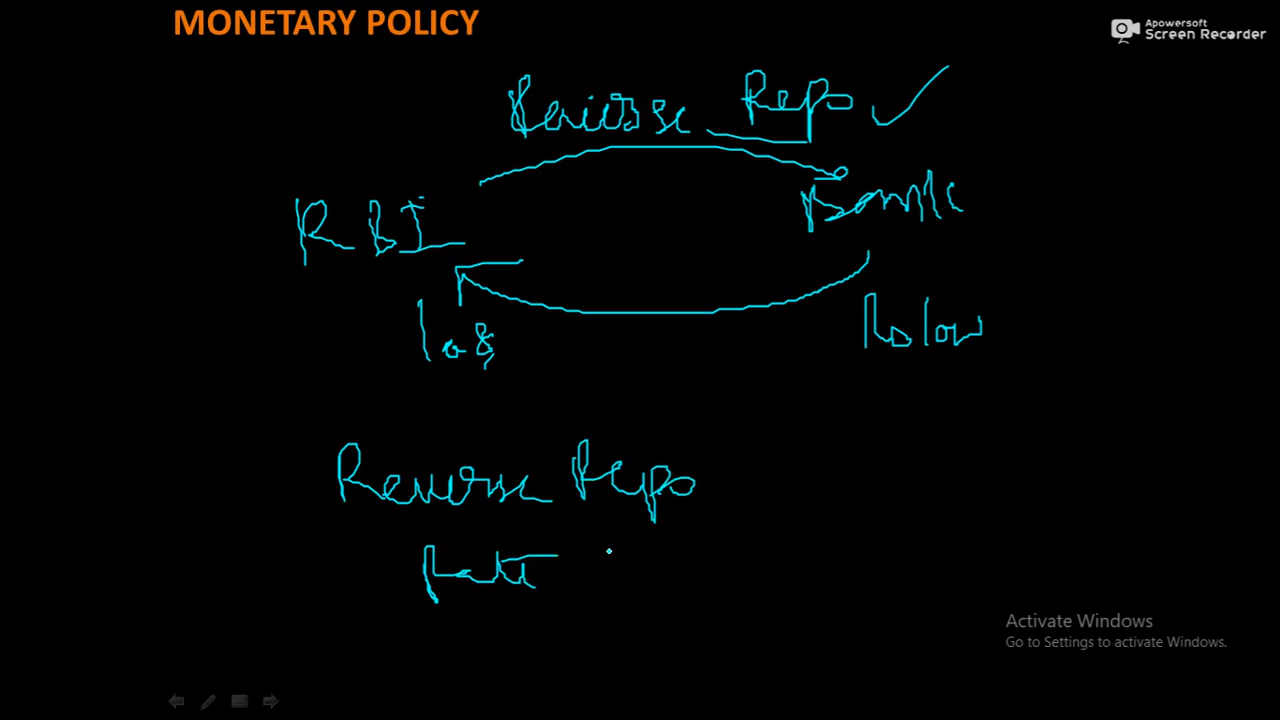 MONETARY POLICY
Apowersoft
Screen Recorder
Reverse Repo
RBI
Bank
Reverse Repo
Rate
Activate Windows
Go to Settings to activate Windows.